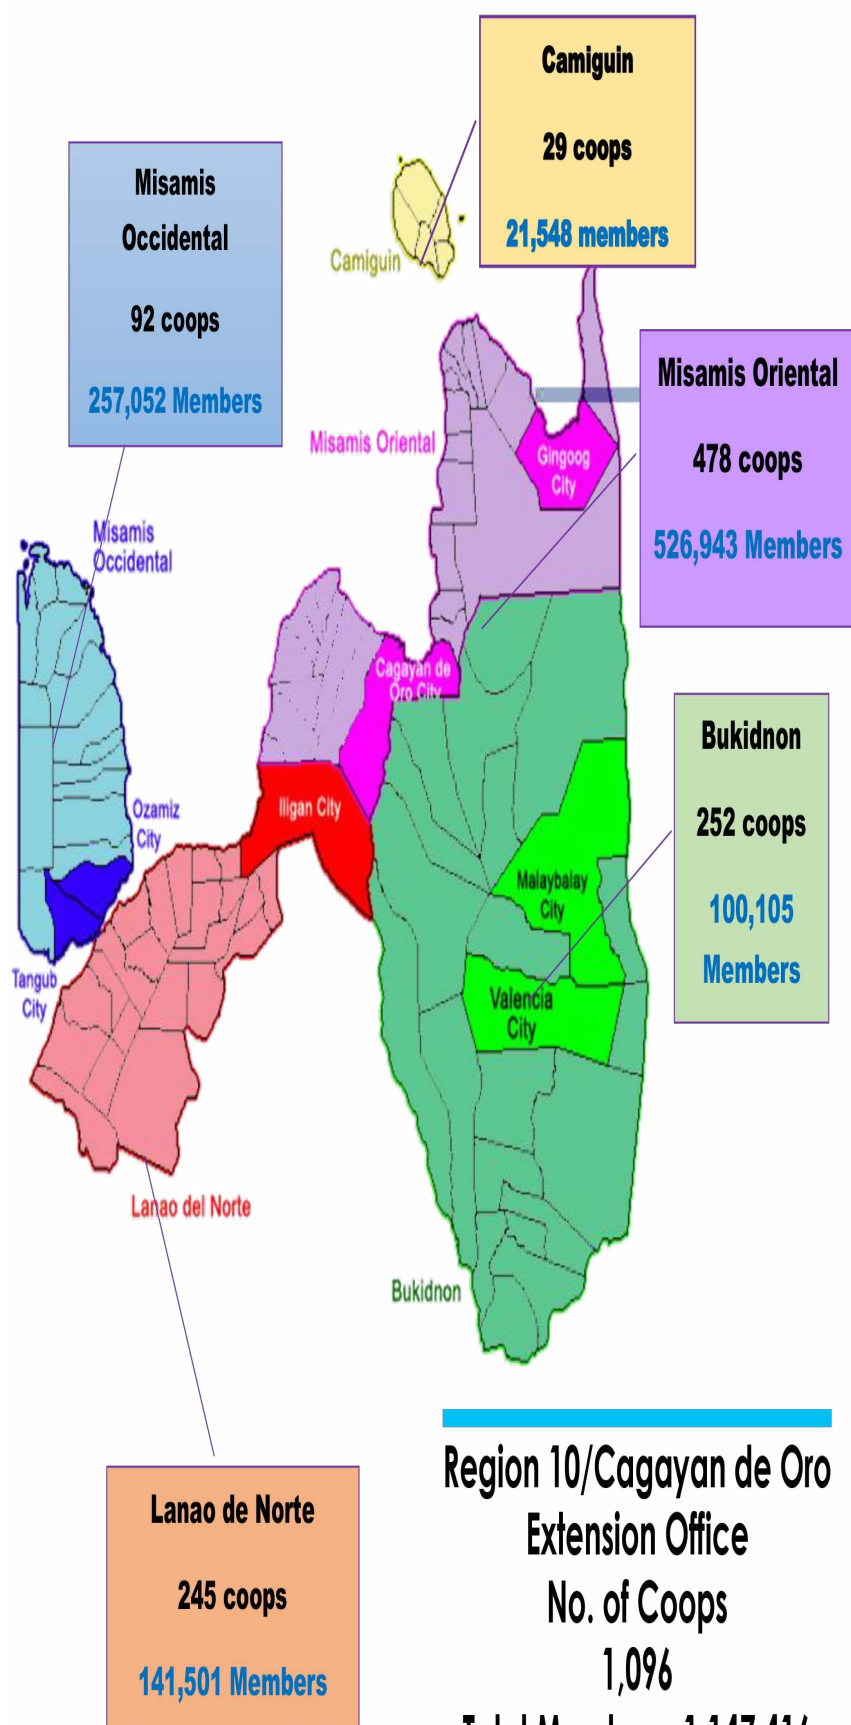 Camiguin
29 coops
21,548 members
Misamis
Occidental
92 coops
257,052 Members
Camiguin
Misamis Oriental
478 coops
526,943 Members
Misamis Oriental
Gingoog
City
Misamis
Occidental
Cagayan de
Oro City
Bukidnon
252 coops
100,105
Members
Iligan City
Ozamiz
City
Malaybalay
City
Tangub
City
Valencia
City
Lanao del Norte
Bukidnon
Lanao de Norte
245 coops
141,501 Members
Region 10/Cagayan de Oro
Extension Office
No. of Coops
1,096